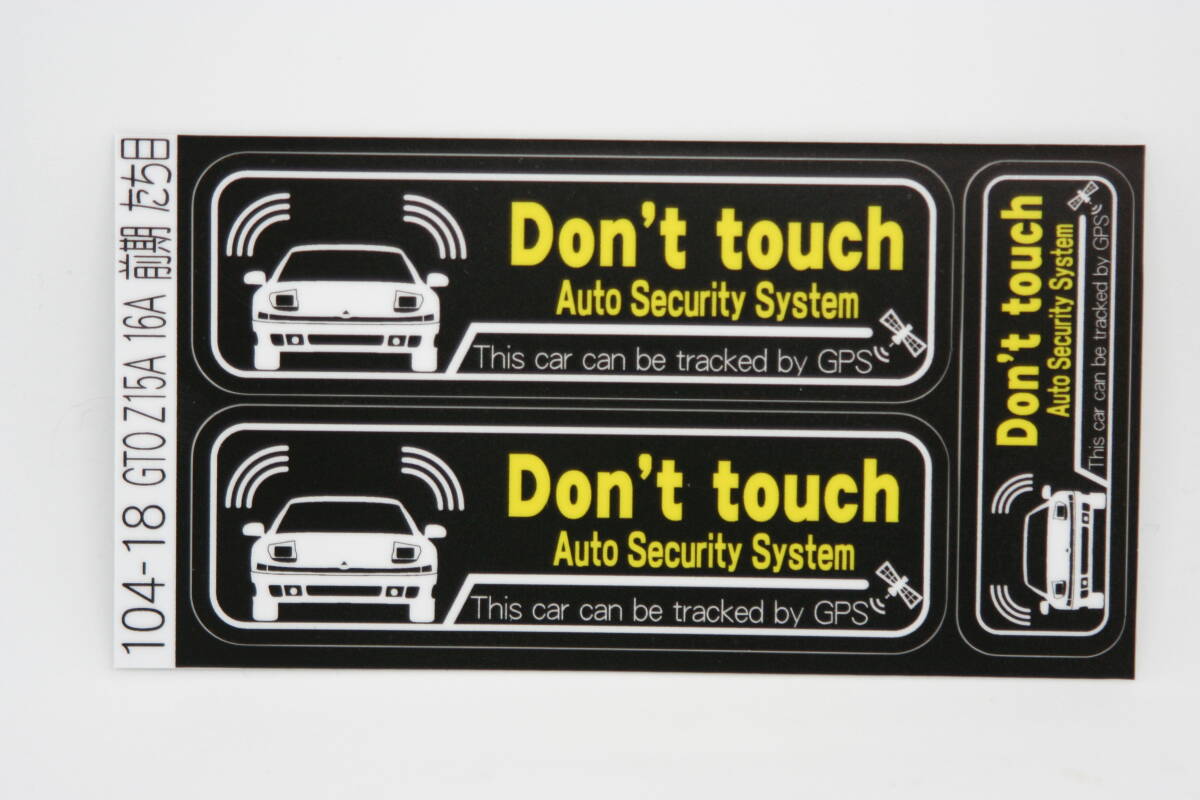 104-18 GTO Z15A 16A 前期 たち目
Don't touch
Auto Security System
This car can be tracked by GPS
Don't touch
Auto Security System
This car can be tracked by GPS
Don't touch
Auto Security System
This car can be tracked by GPS